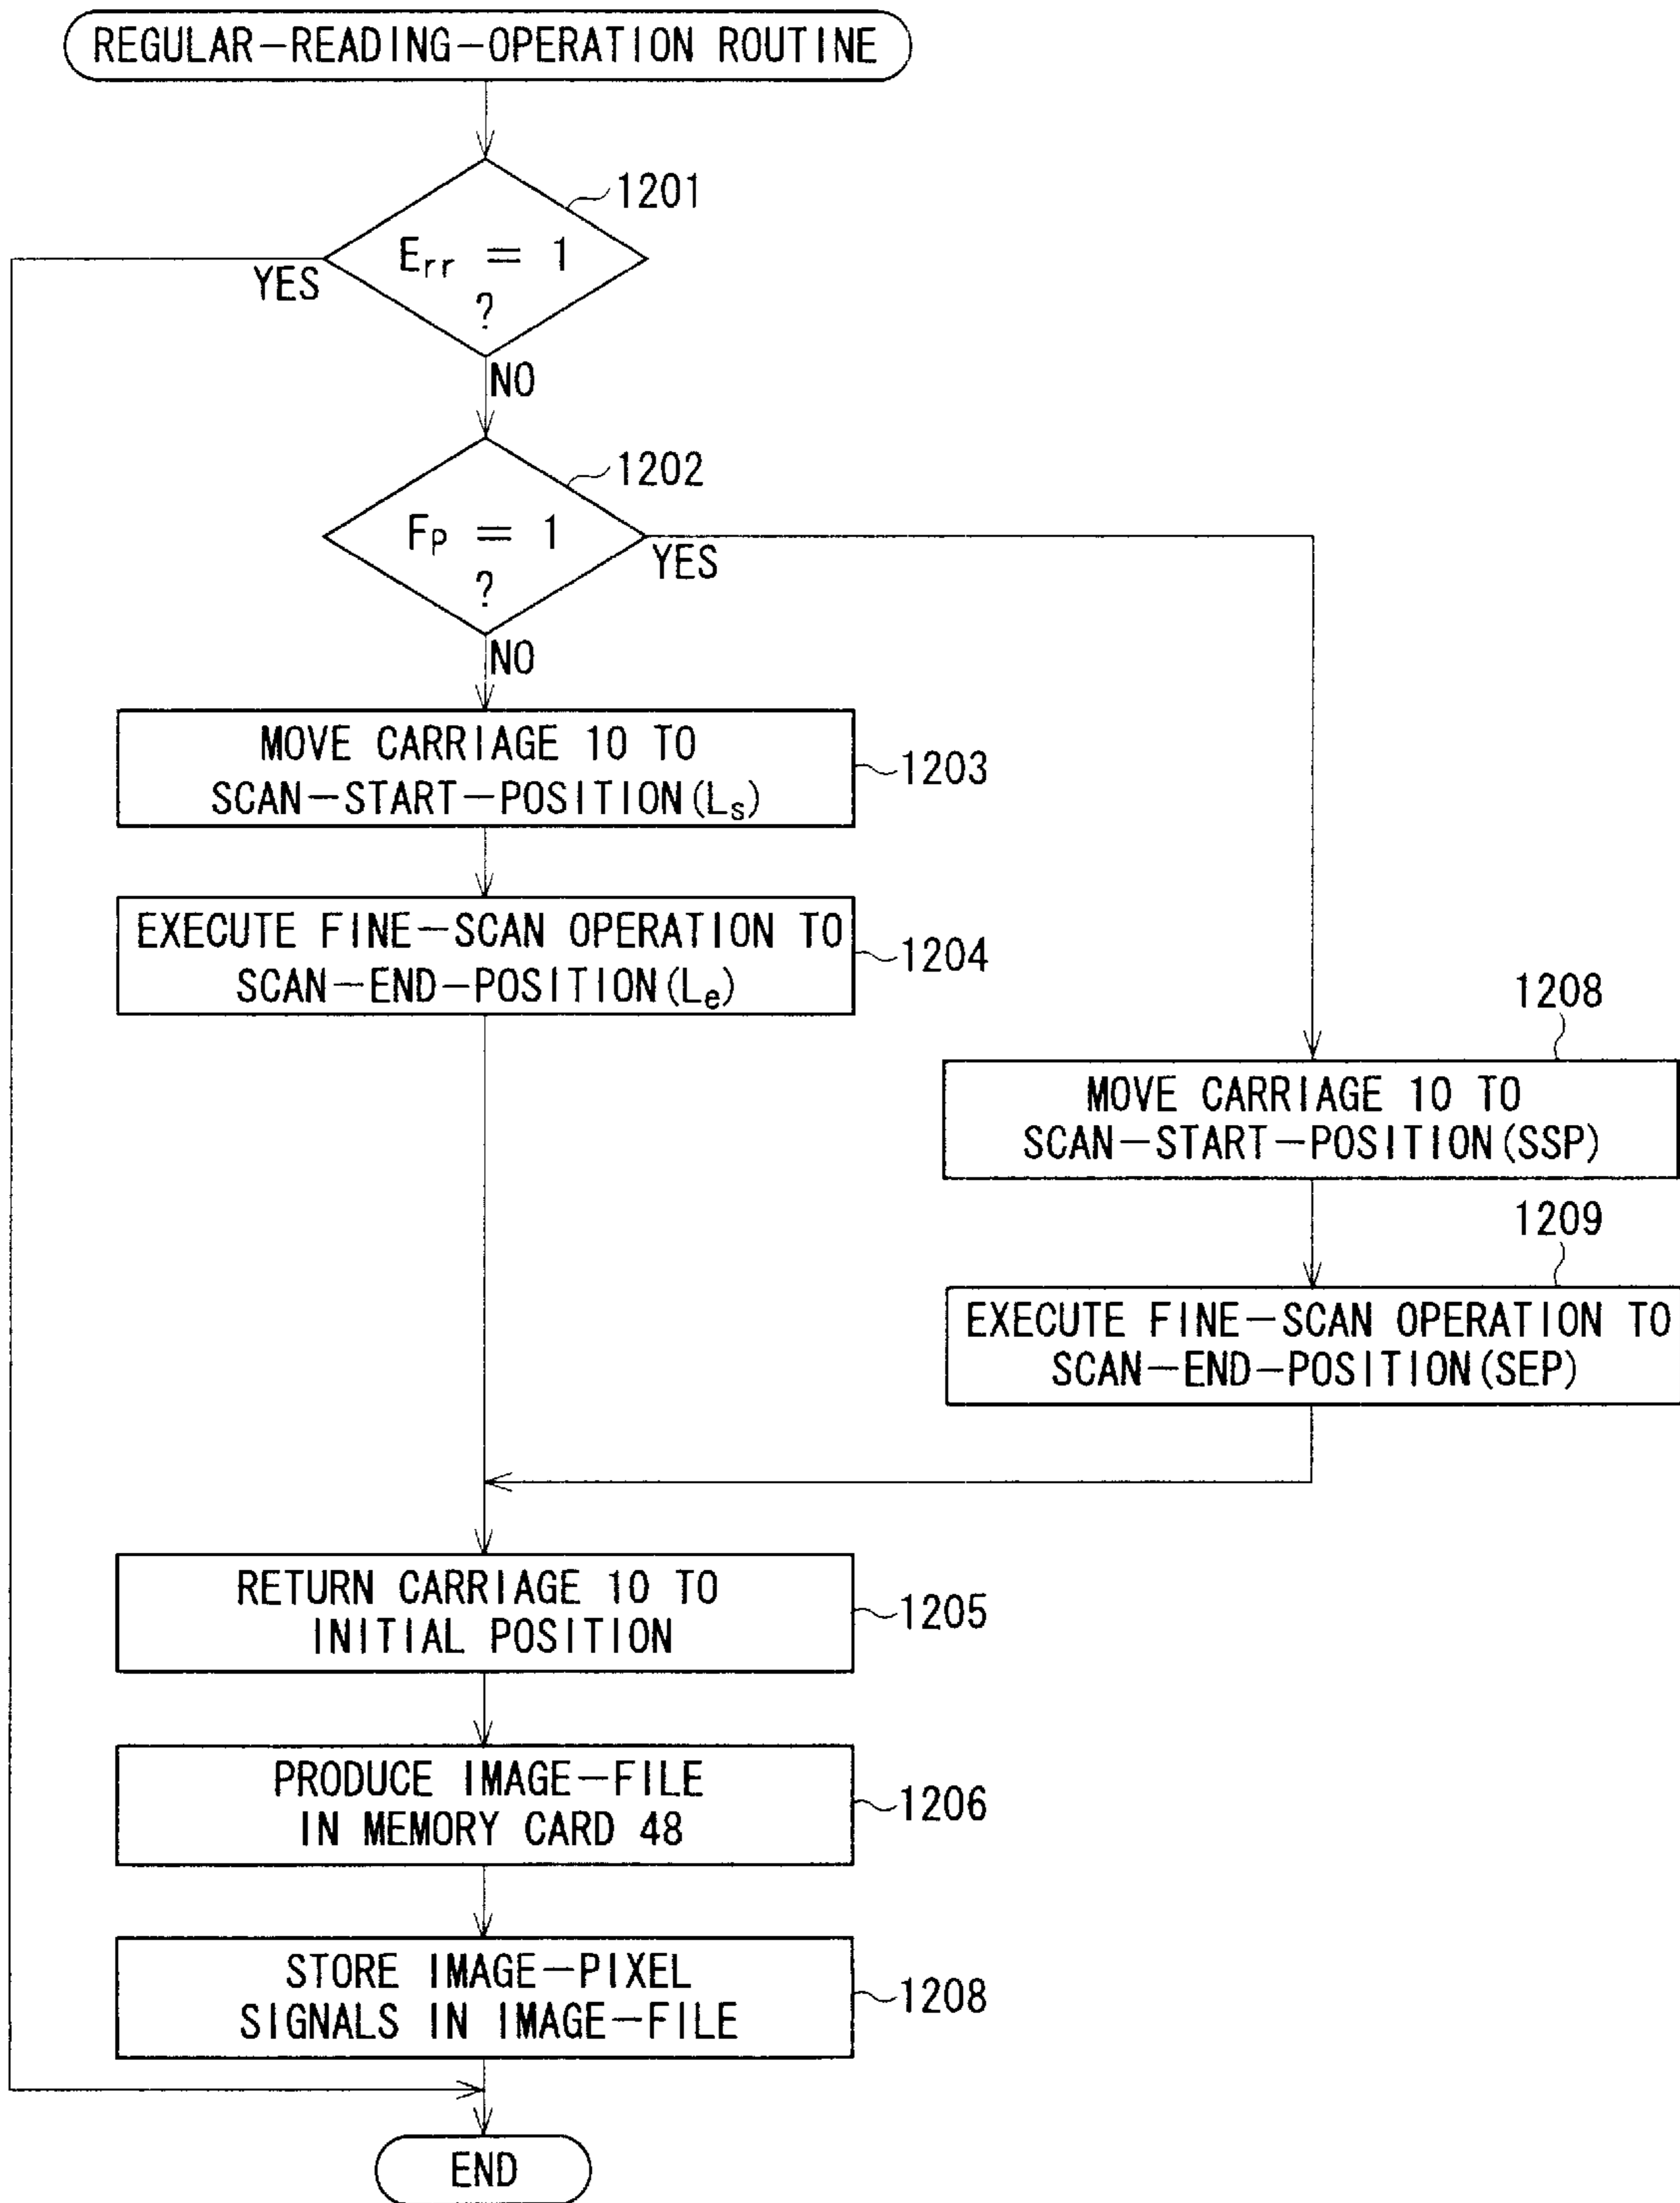 REGULAR-READING-OPERATION ROUTINE
1201
Err = 1
?
YES
NO
1202
FP = 1
?
YES
NO
MOVE CARRIAGE 10 TO
SCAN-START-POSITION(Ls)
1203
EXECUTE FINE-SCAN OPERATION TO
SCAN-END-POSITION(Le)
1204
1208
MOVE CARRIAGE 10 TO
SCAN-START-POSITION(SSP)
1209
EXECUTE FINE-SCAN OPERATION TO
SCAN-END-POSITION(SEP)
RETURN CARRIAGE 10 TO
INITIAL POSITION
1205
PRODUCE IMAGE-FILE
IN MEMORY CARD 48
1206
STORE IMAGE-PIXEL
SIGNALS IN IMAGE-FILE
1208
END